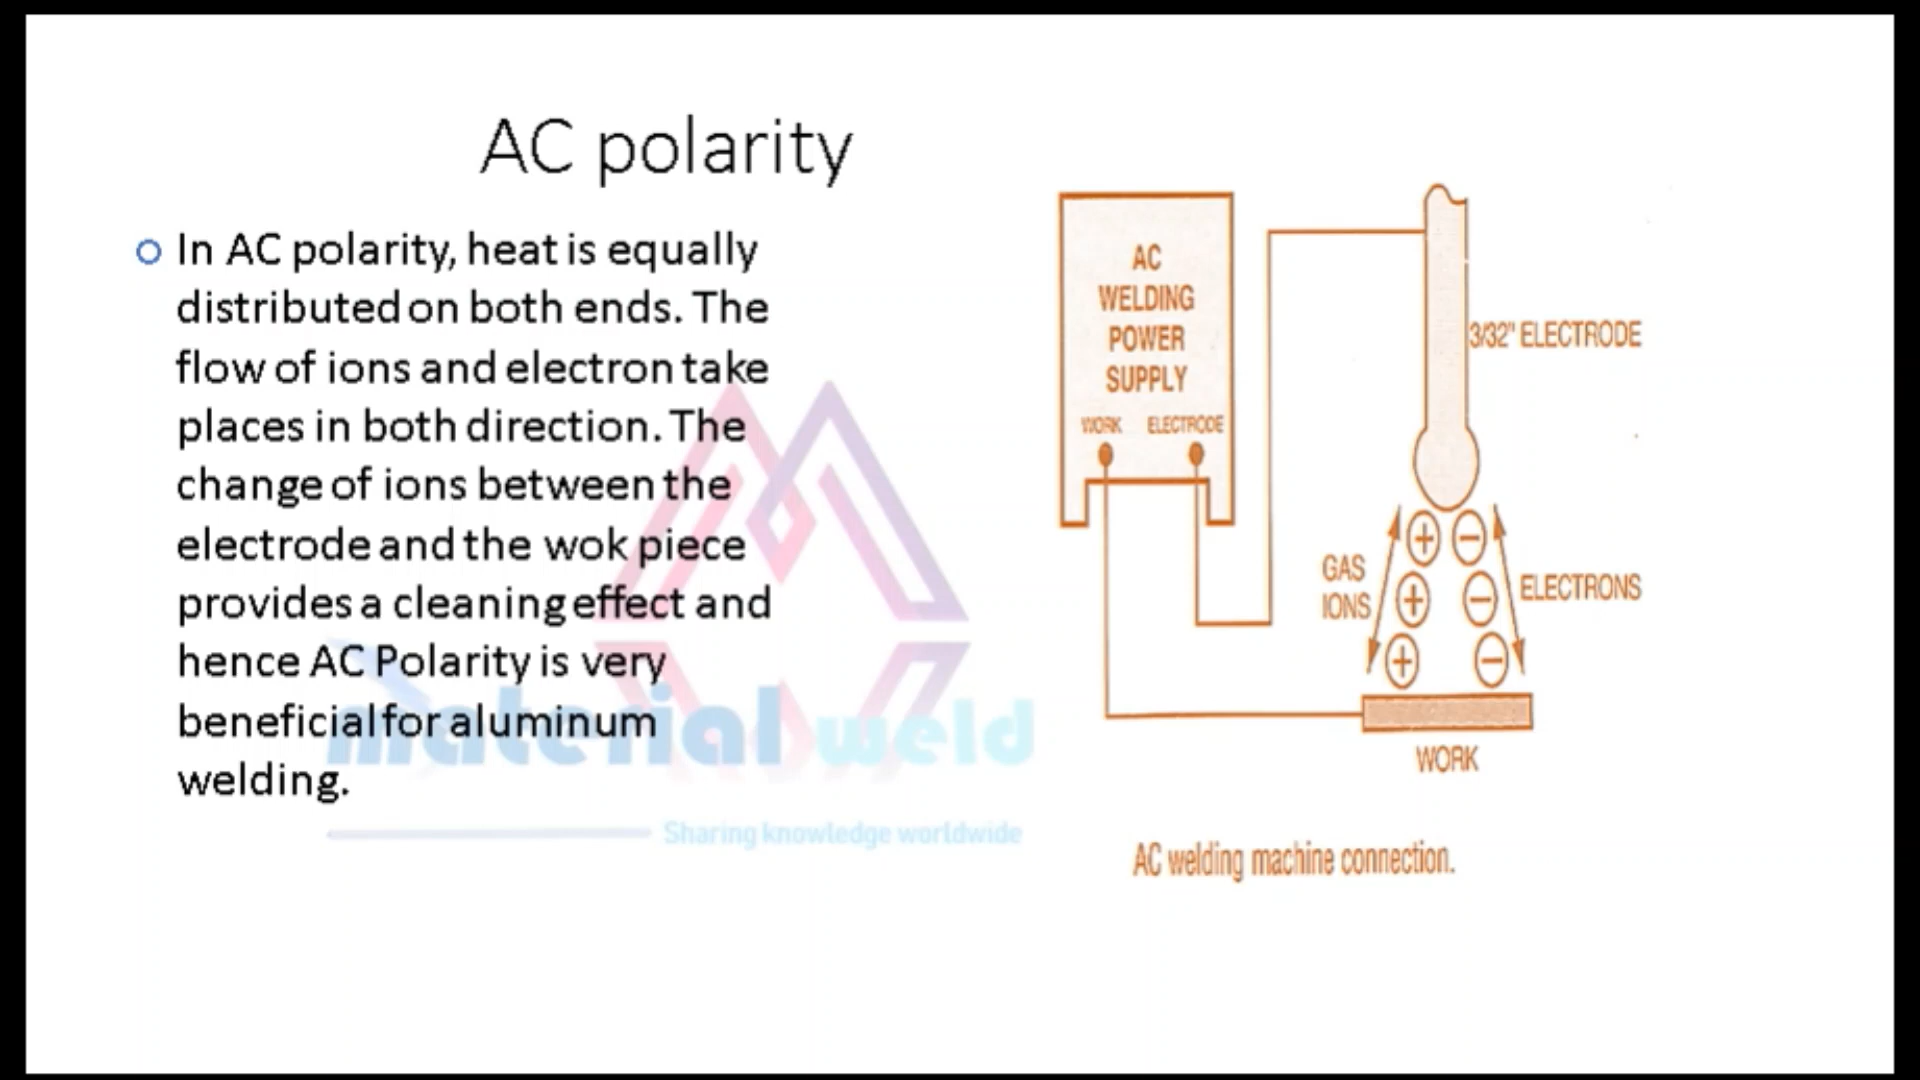 AC polarity
In AC polarity, heat is equally
distributed on both ends. The
flow of ions and electron take
places in both direction. The
change of ions between the
electrode and the wok piece
provides a cleaning effect and
hence AC Polarity is very
beneficial for aluminum
welding.
material weld
Sharing knowledge worldwide
AC
WELDING
POWER
SUPPLY
WORK ELECTRODE
3/32" ELECTRODE
GAS
IONS
ELECTRONS
WORK
AC welding machine connection.